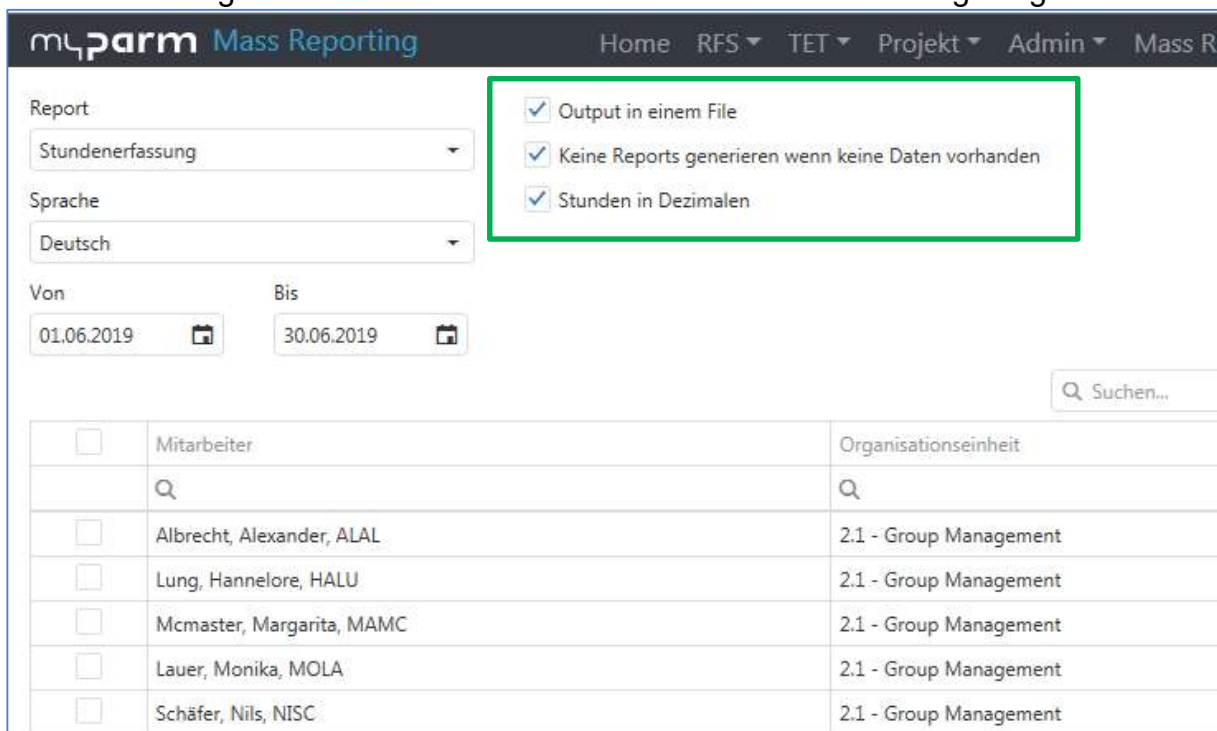 myparm Mass Reporting Home RFS TET Projekt Admin Mass R
Report
Stundenerfassung
Sprache
Deutsch
Von Bis
01.06.2019 30.06.2019
Output in einem File
Keine Reports generieren wenn keine Daten vorhanden
Stunden in Dezimalen
Suchen...
Mitarbeiter Organisationseinheit
Albrecht, Alexander, ALAL 2.1 - Group Management
Lung, Hannelore, HALU 2.1 - Group Management
Mcmaster, Margarita, MAMC 2.1 - Group Management
Lauer, Monika, MOLA 2.1 - Group Management
Schäfer, Nils, NISC 2.1 - Group Management